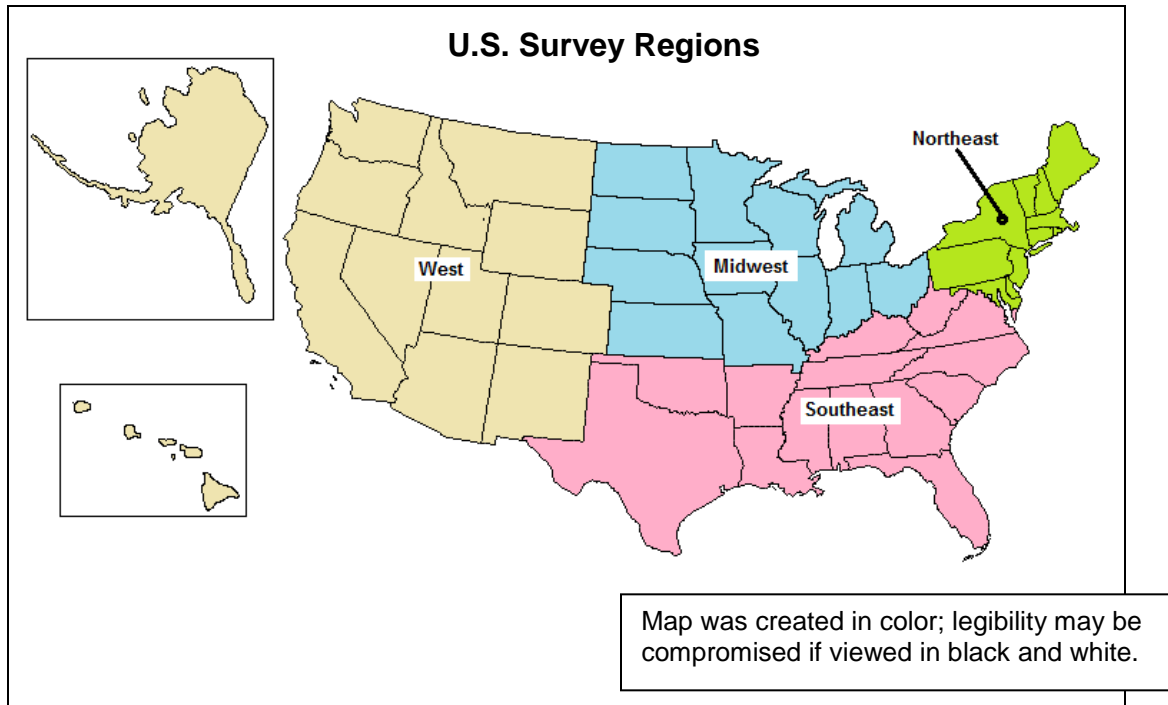 U.S. Survey Regions
Northeast
West
Midwest
Southeast
Map was created in color; legibility may be
compromised if viewed in black and white.